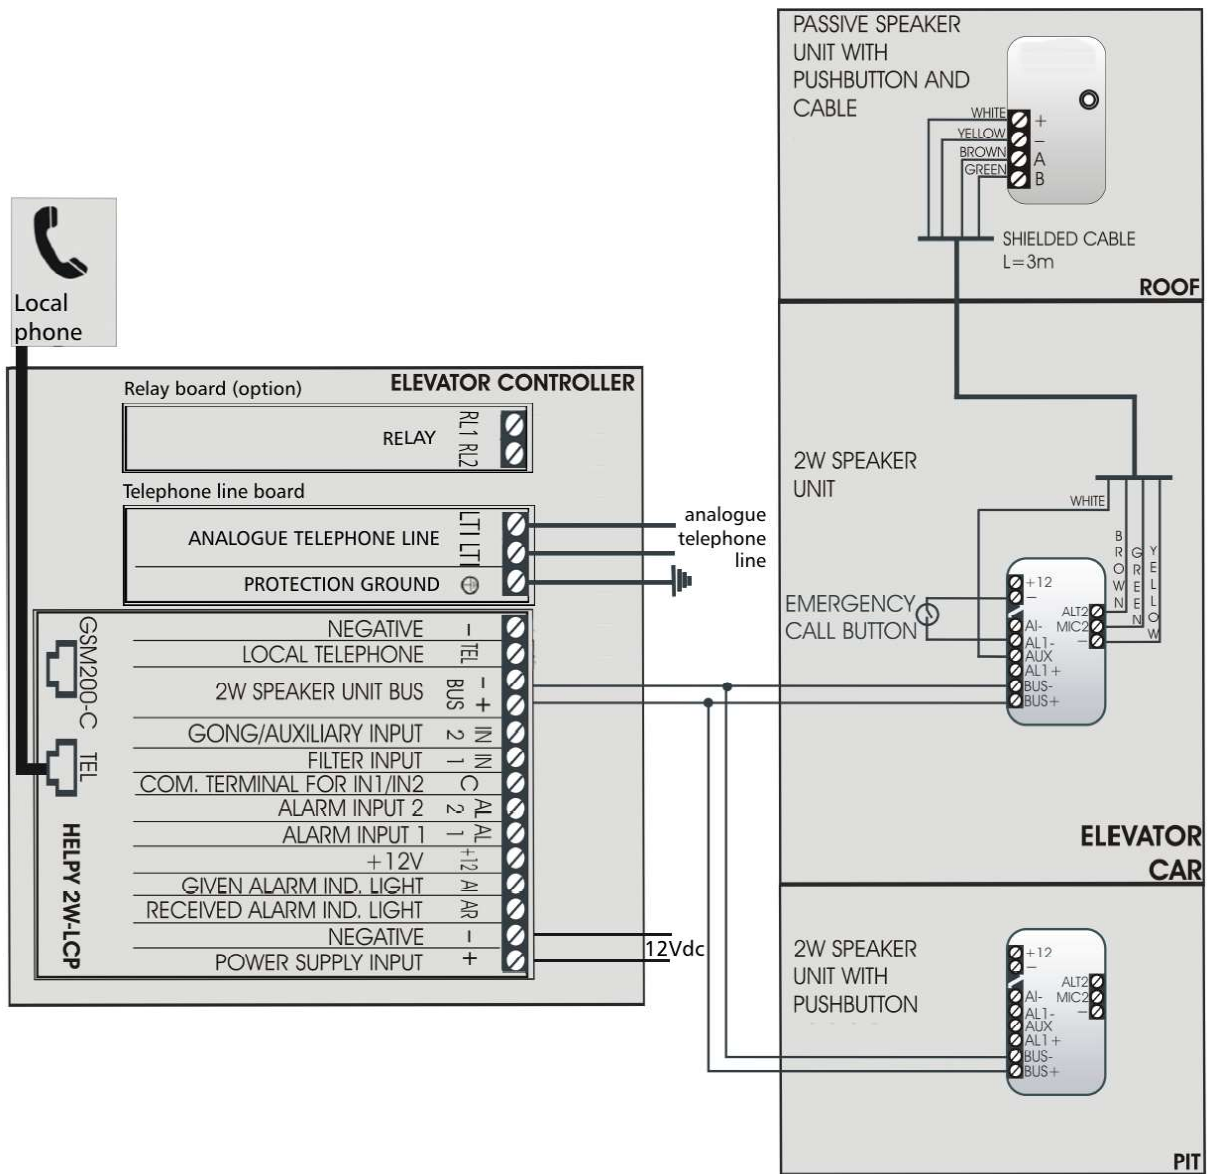 PASSIVE SPEAKER
UNIT WITH
PUSHBUTTON AND
CABLE
WHITE
YELLOW
BROWN
GREEN
+
–
A
B
SHIELDED CABLE
L=3m
ROOF
Local
phone
ELEVATOR CONTROLLER
Relay board (option)
RELAY
RL1 RL2
Telephone line board
ANALOGUE TELEPHONE LINE
LTI LTI
PROTECTION GROUND
analogue
telephone
line
GSM200-C
TEL
HELPY 2W-LCP
NEGATIVE –
LOCAL TELEPHONE TEL
2W SPEAKER UNIT BUS BUS – +
GONG/AUXILIARY INPUT 2 IN
FILTER INPUT 1 IN
COM. TERMINAL FOR IN1/IN2 C
ALARM INPUT 2 2 AL
ALARM INPUT 1 1 AL
+12V +12
GIVEN ALARM IND. LIGHT AI
RECEIVED ALARM IND. LIGHT AR
NEGATIVE –
POWER SUPPLY INPUT +
12Vdc
2W SPEAKER
UNIT
WHITE
BROWN
GREEN
YELLOW
EMERGENCY
CALL BUTTON
+12
–
AI-
AL1-
AUX
AL1+
BUS-
BUS+
ALT2
MIC2
–
ELEVATOR
CAR
2W SPEAKER
UNIT WITH
PUSHBUTTON
+12
–
AI-
AL1-
AUX
AL1+
BUS-
BUS+
ALT2
MIC2
–
PIT